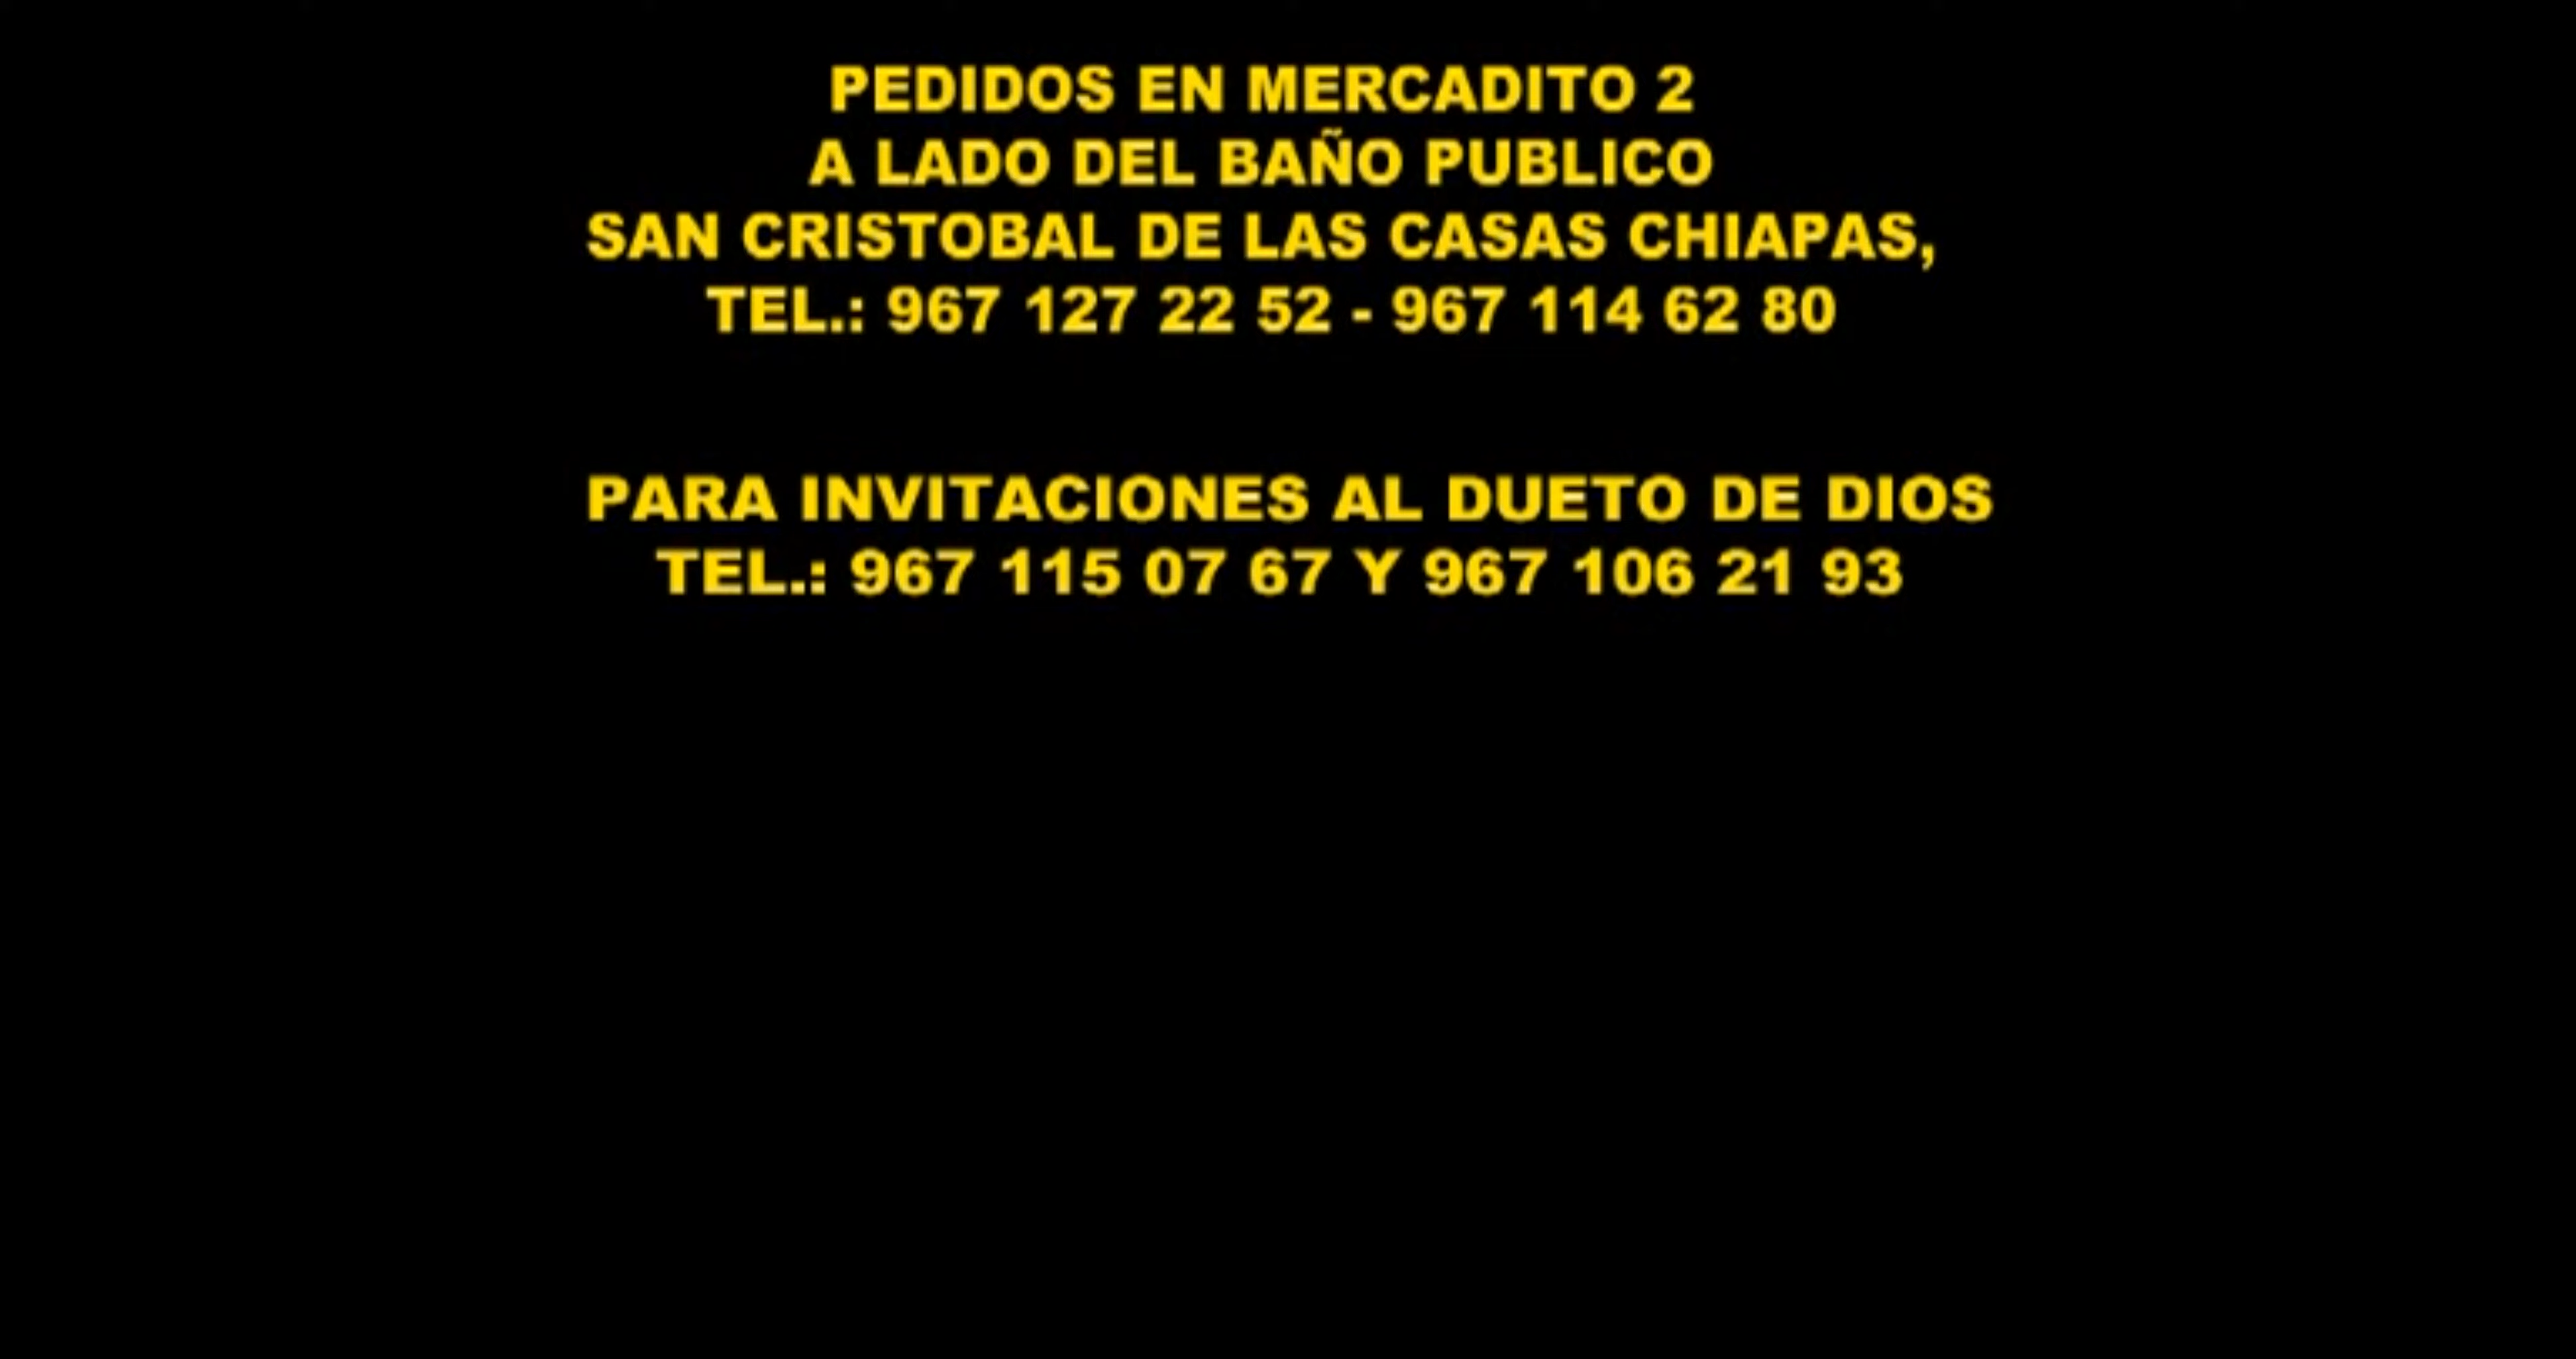 PEDIDOS EN MERCADITO 2
A LADO DEL BAÑO PUBLICO
SAN CRISTOBAL DE LAS CASAS CHIAPAS,
TEL.: 967 127 22 52 - 967 114 62 80
PARA INVITACIONES AL DUETO DE DIOS
TEL.: 967 115 07 67 Y 967 106 21 93